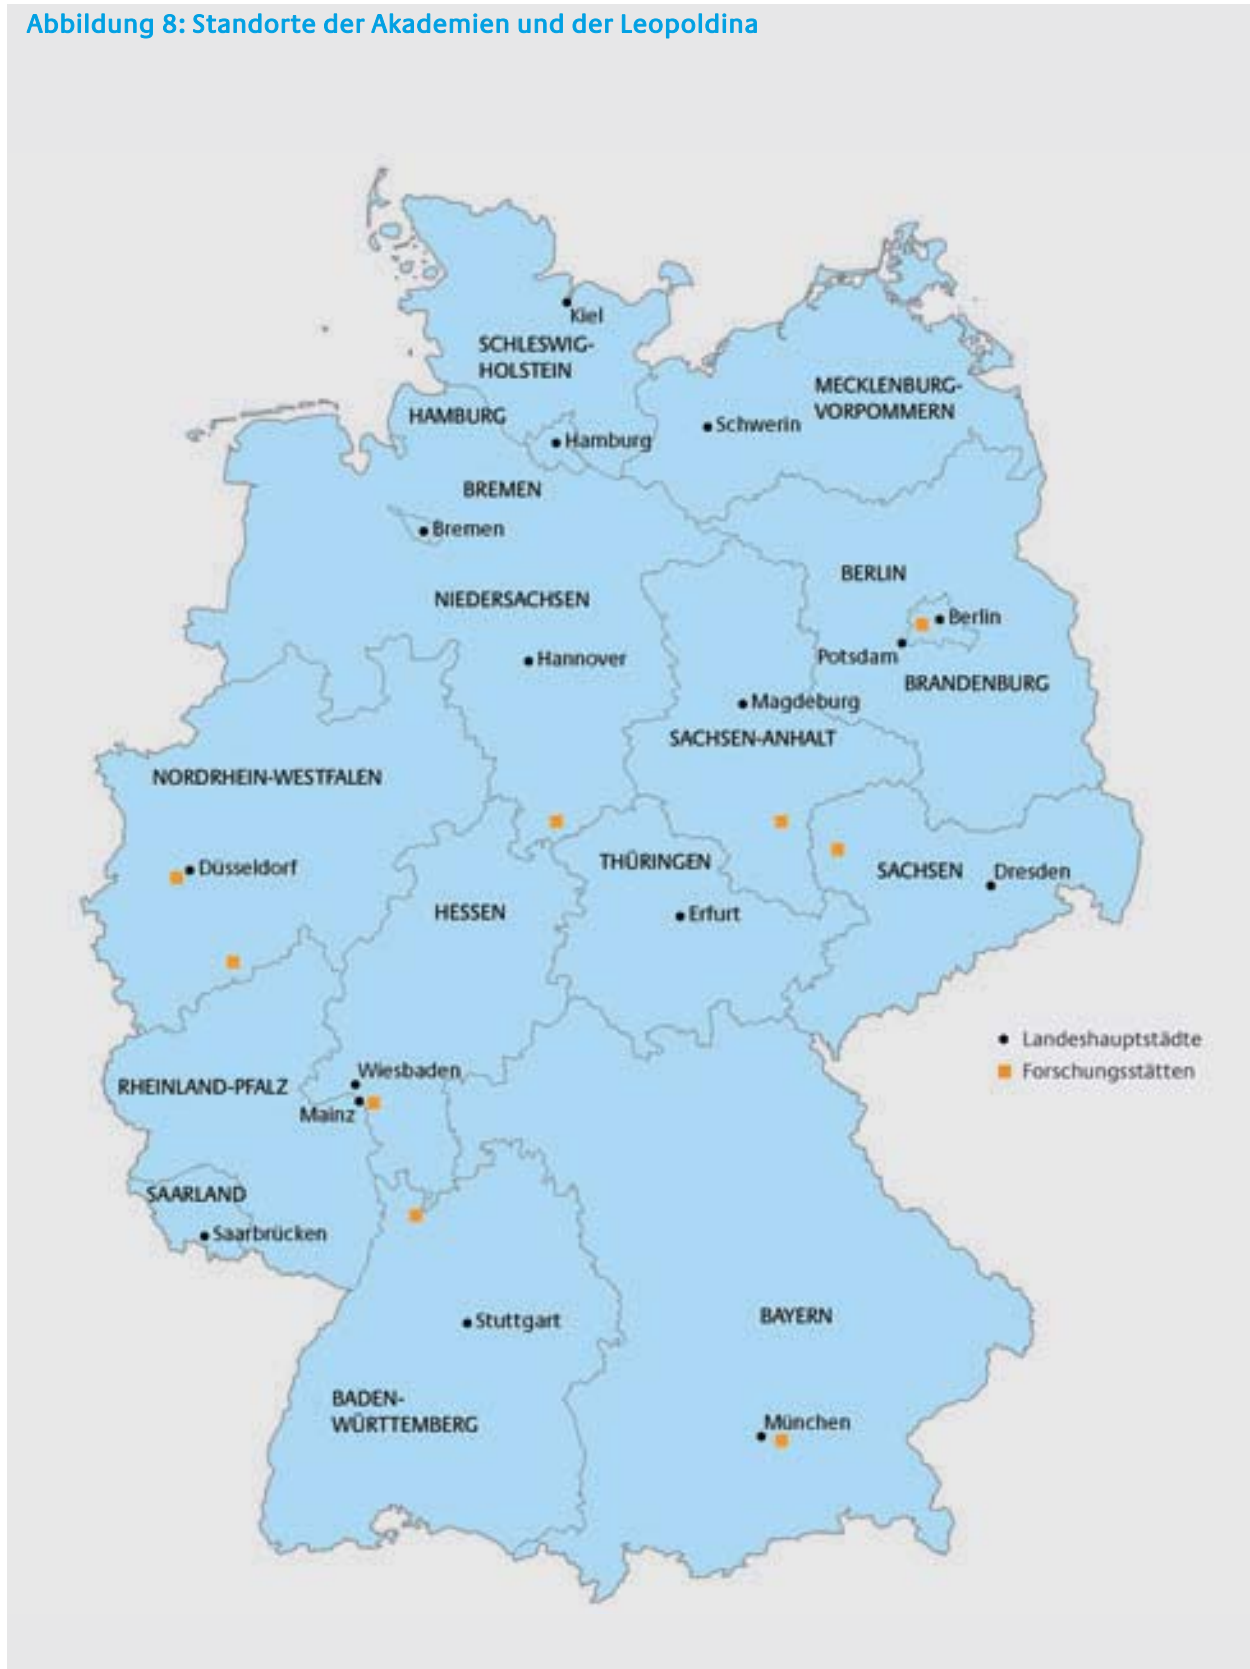 Abbildung 8: Standorte der Akademien und der Leopoldina
Kiel
SCHLESWIG-
HOLSTEIN
MECKLENBURG-
VORPOMMERN
HAMBURG
Schwerin
Hamburg
BREMEN
Bremen
BERLIN
NIEDERSACHSEN
Berlin
Hannover
Potsdam
BRANDENBURG
Magdeburg
SACHSEN-ANHALT
NORDRHEIN-WESTFALEN
Düsseldorf
THÜRINGEN
SACHSEN
Dresden
HESSEN
Erfurt
Landeshauptstädte
Forschungsstätten
Wiesbaden
RHEINLAND-PFALZ
Mainz
SAARLAND
Saarbrücken
Stuttgart
BAYERN
BADEN-
WÜRTTEMBERG
München